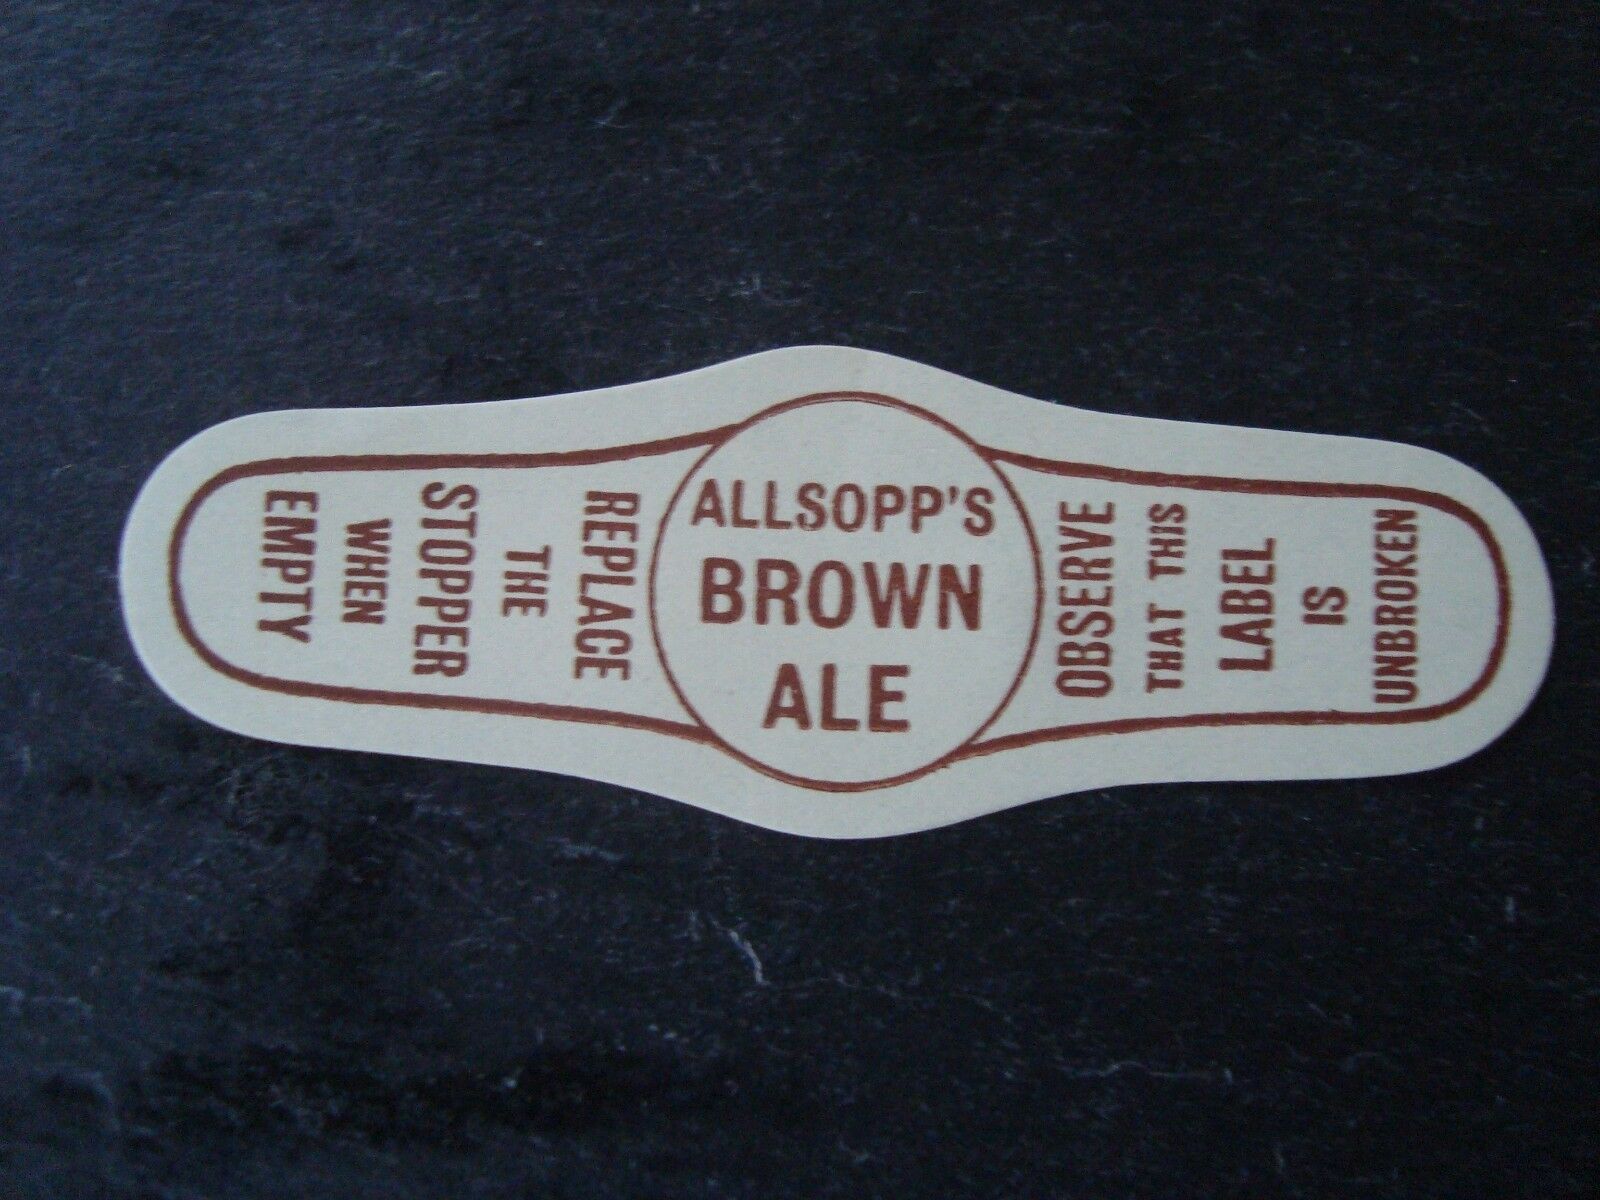 ALLSOPP'S
BROWN
ALE
REPLACE
THE
STOPPER
WHEN
EMPTY
OBSERVE
THAT THIS
LABEL
IS
UNBROKEN